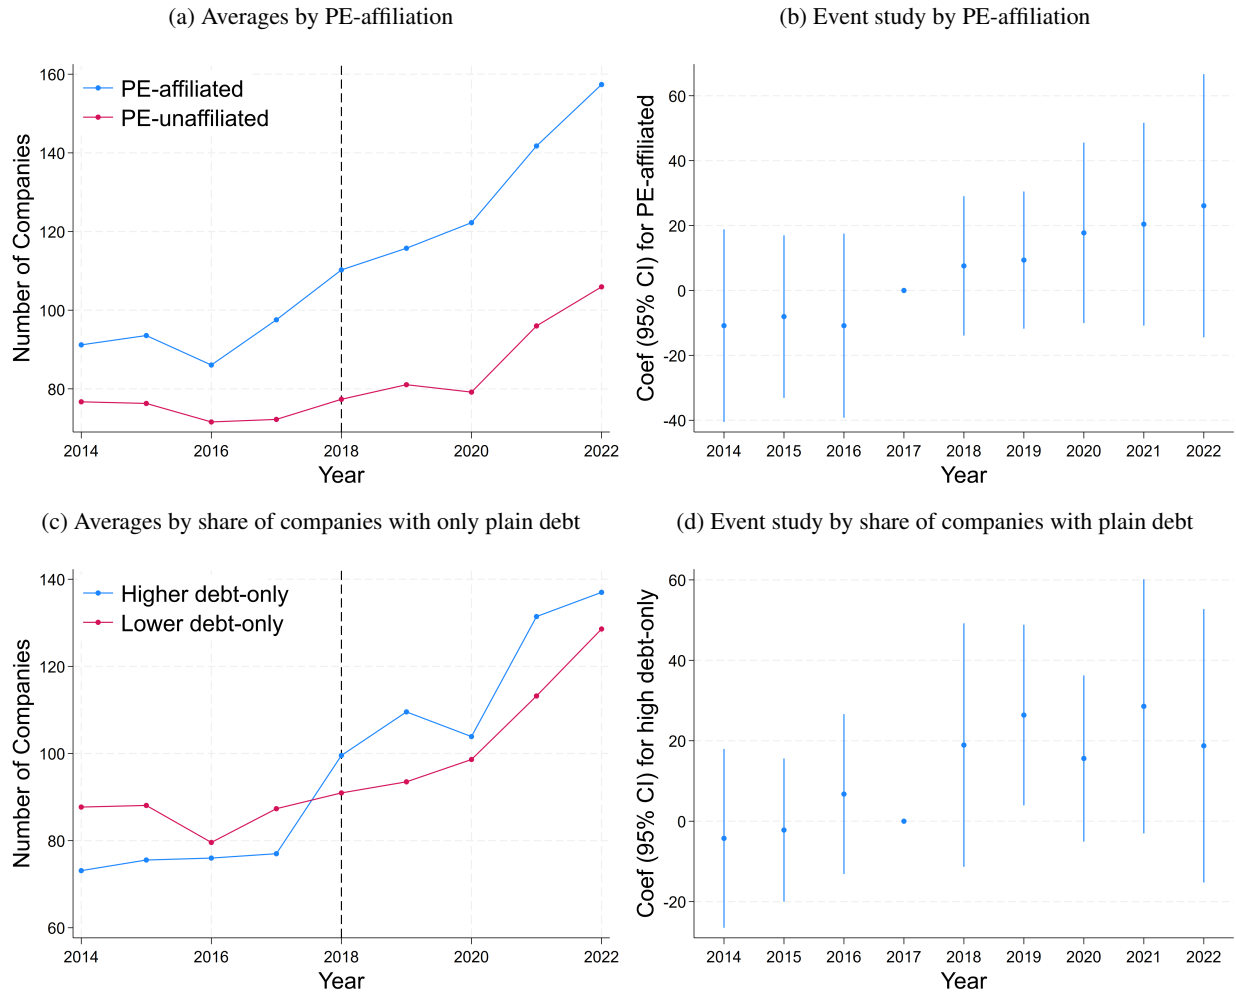 (a) Averages by PE-affiliation
160
140
120
100
80
Number of Companies
PE-affiliated
PE-unaffiliated
2014 2016 2018 2020 2022
Year
(b) Event study by PE-affiliation
60
40
20
0
-20
-40
Coef (95% CI) for PE-affiliated
2014 2015 2016 2017 2018 2019 2020 2021 2022
Year
(c) Averages by share of companies with only plain debt
140
120
100
80
60
Number of Companies
Higher debt-only
Lower debt-only
2014 2016 2018 2020 2022
Year
(d) Event study by share of companies with plain debt
60
40
20
0
-20
Coef (95% CI) for high debt-only
2014 2015 2016 2017 2018 2019 2020 2021 2022
Year